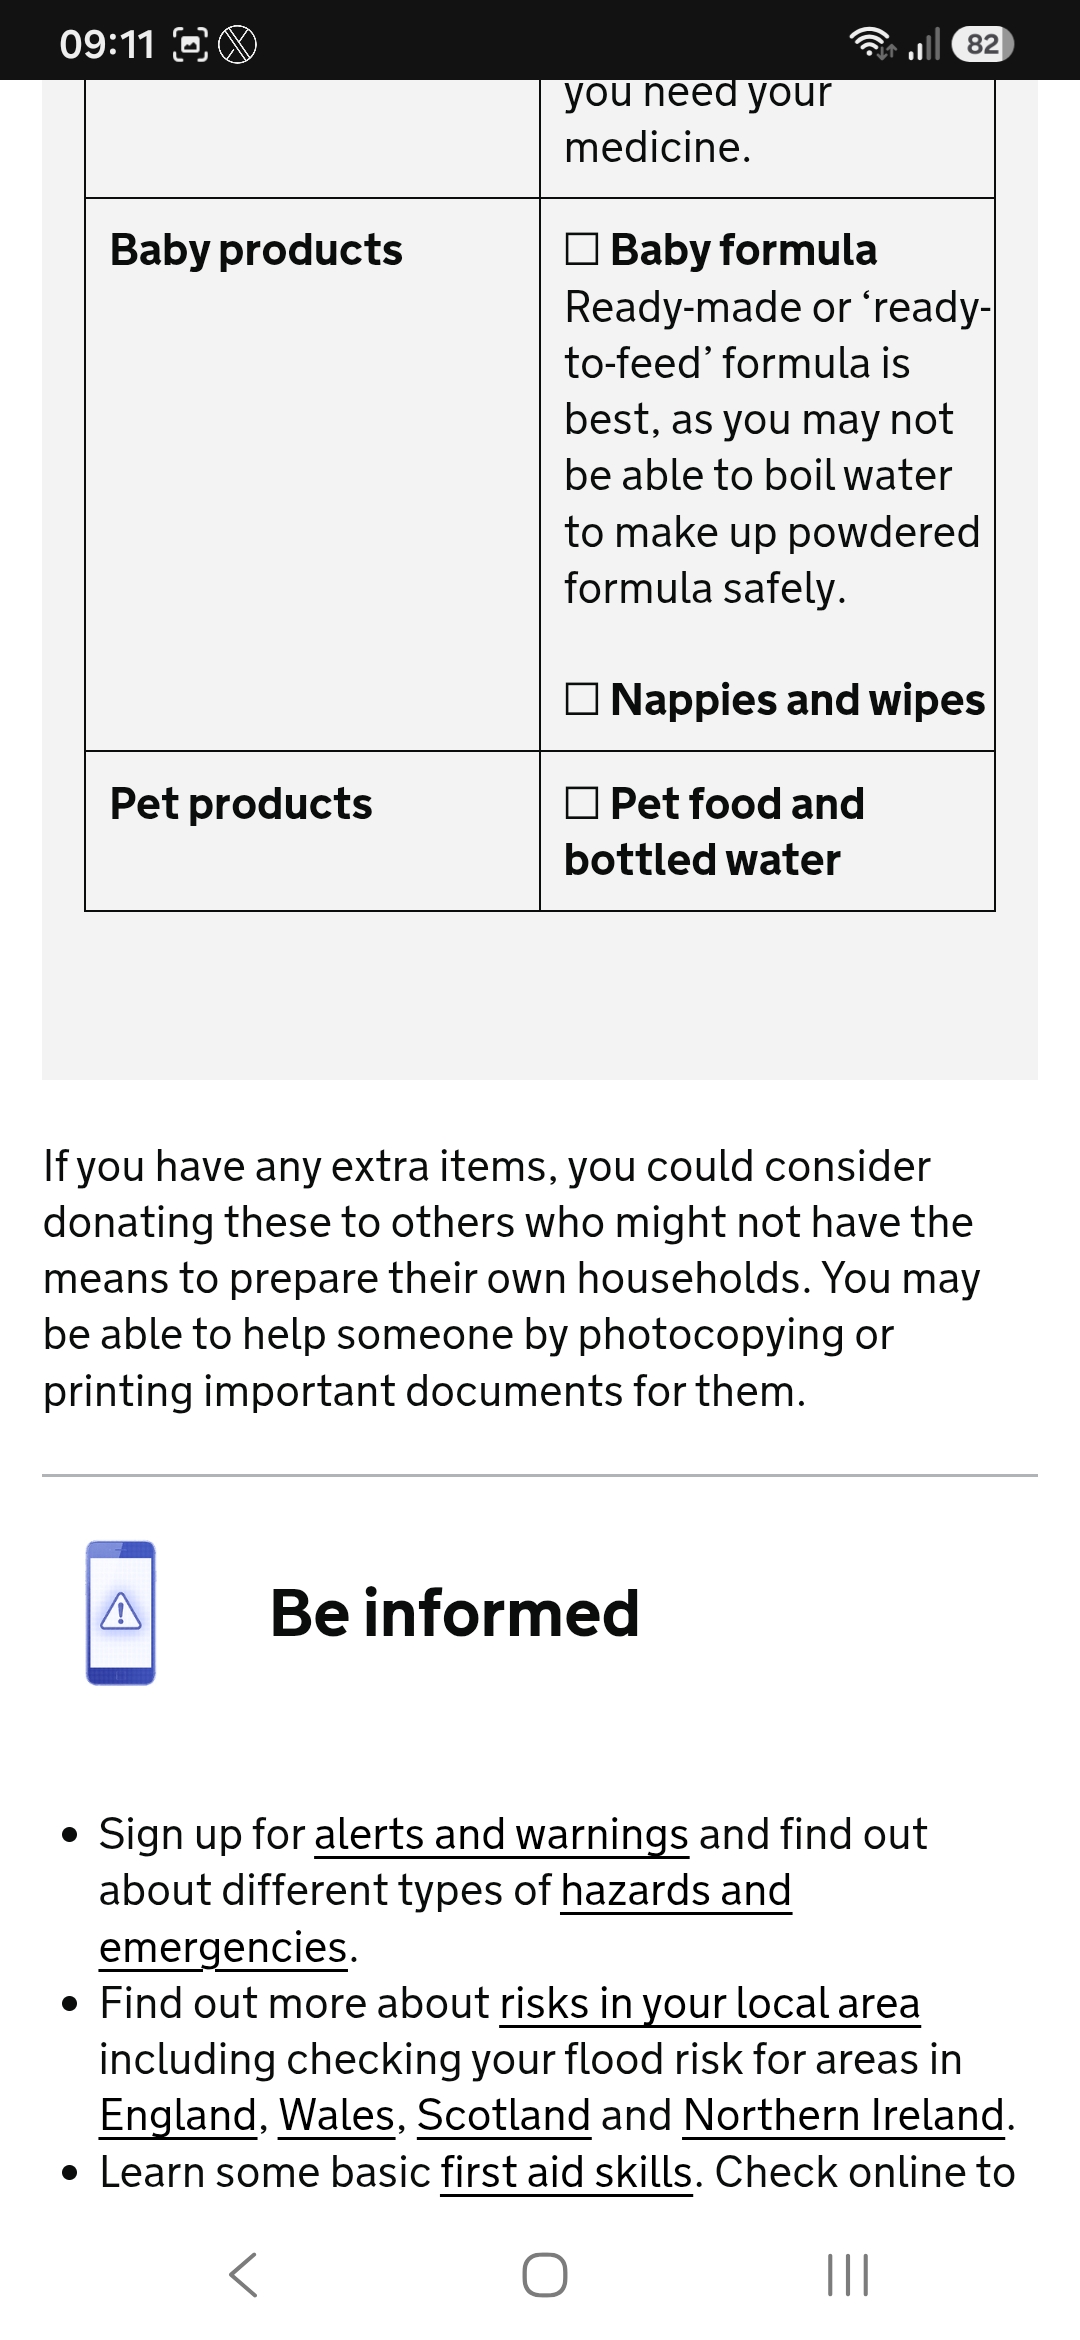 09:11
82
you need your
medicine.
Baby products
☐ Baby formula
Ready-made or ‘ready-
to-feed’ formula is
best, as you may not
be able to boil water
to make up powdered
formula safely.
☐ Nappies and wipes
Pet products
☐ Pet food and
bottled water
If you have any extra items, you could consider
donating these to others who might not have the
means to prepare their own households. You may
be able to help someone by photocopying or
printing important documents for them.
Be informed
• Sign up for alerts and warnings and find out
about different types of hazards and
emergencies.
• Find out more about risks in your local area
including checking your flood risk for areas in
England, Wales, Scotland and Northern Ireland.
• Learn some basic first aid skills. Check online to